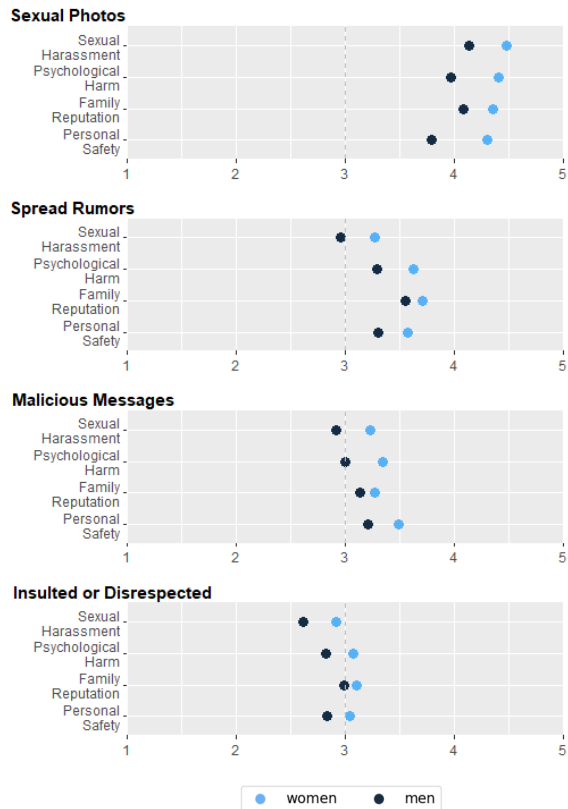 Sexual Photos
Sexual
Harassment
Psychological
Harm
Family
Reputation
Personal
Safety
1 2 3 4 5
Spread Rumors
Sexual
Harassment
Psychological
Harm
Family
Reputation
Personal
Safety
1 2 3 4 5
Malicious Messages
Sexual
Harassment
Psychological
Harm
Family
Reputation
Personal
Safety
1 2 3 4 5
Insulted or Disrespected
Sexual
Harassment
Psychological
Harm
Family
Reputation
Personal
Safety
1 2 3 4 5
women men